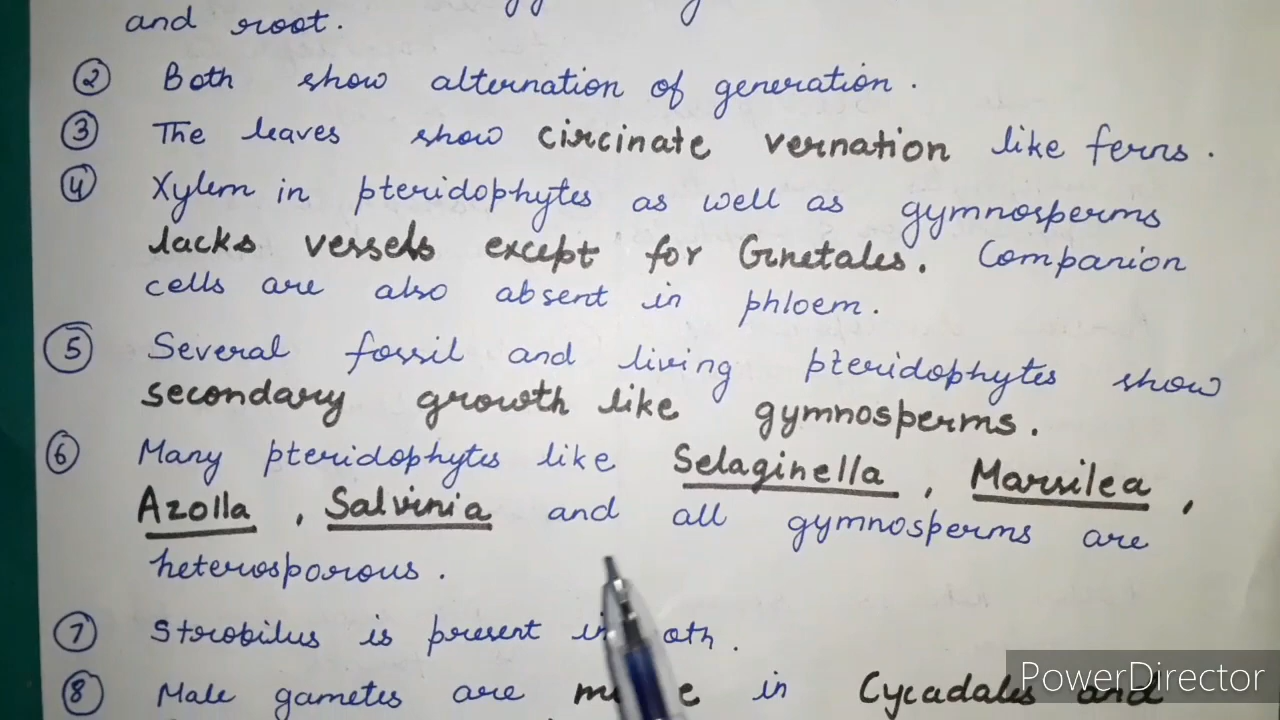 and root.
② Both show alternation of generation.
③ The leaves show circinate vernation like ferns.
④ Xylem in pteridophytes as well as gymnosperms
lacks vessels except for Gnetales. Companion
cells are also absent in phloem.
⑤ Several fossil and living pteridophytes show
secondary growth like gymnosperms.
⑥ Many pteridophytes like Selaginella, Marsilea,
Azolla, Salvinia and all gymnosperms are
heterosporous.
⑦ Strobilus is present in
⑧ Male gametes are in Cycadales and
PowerDirector